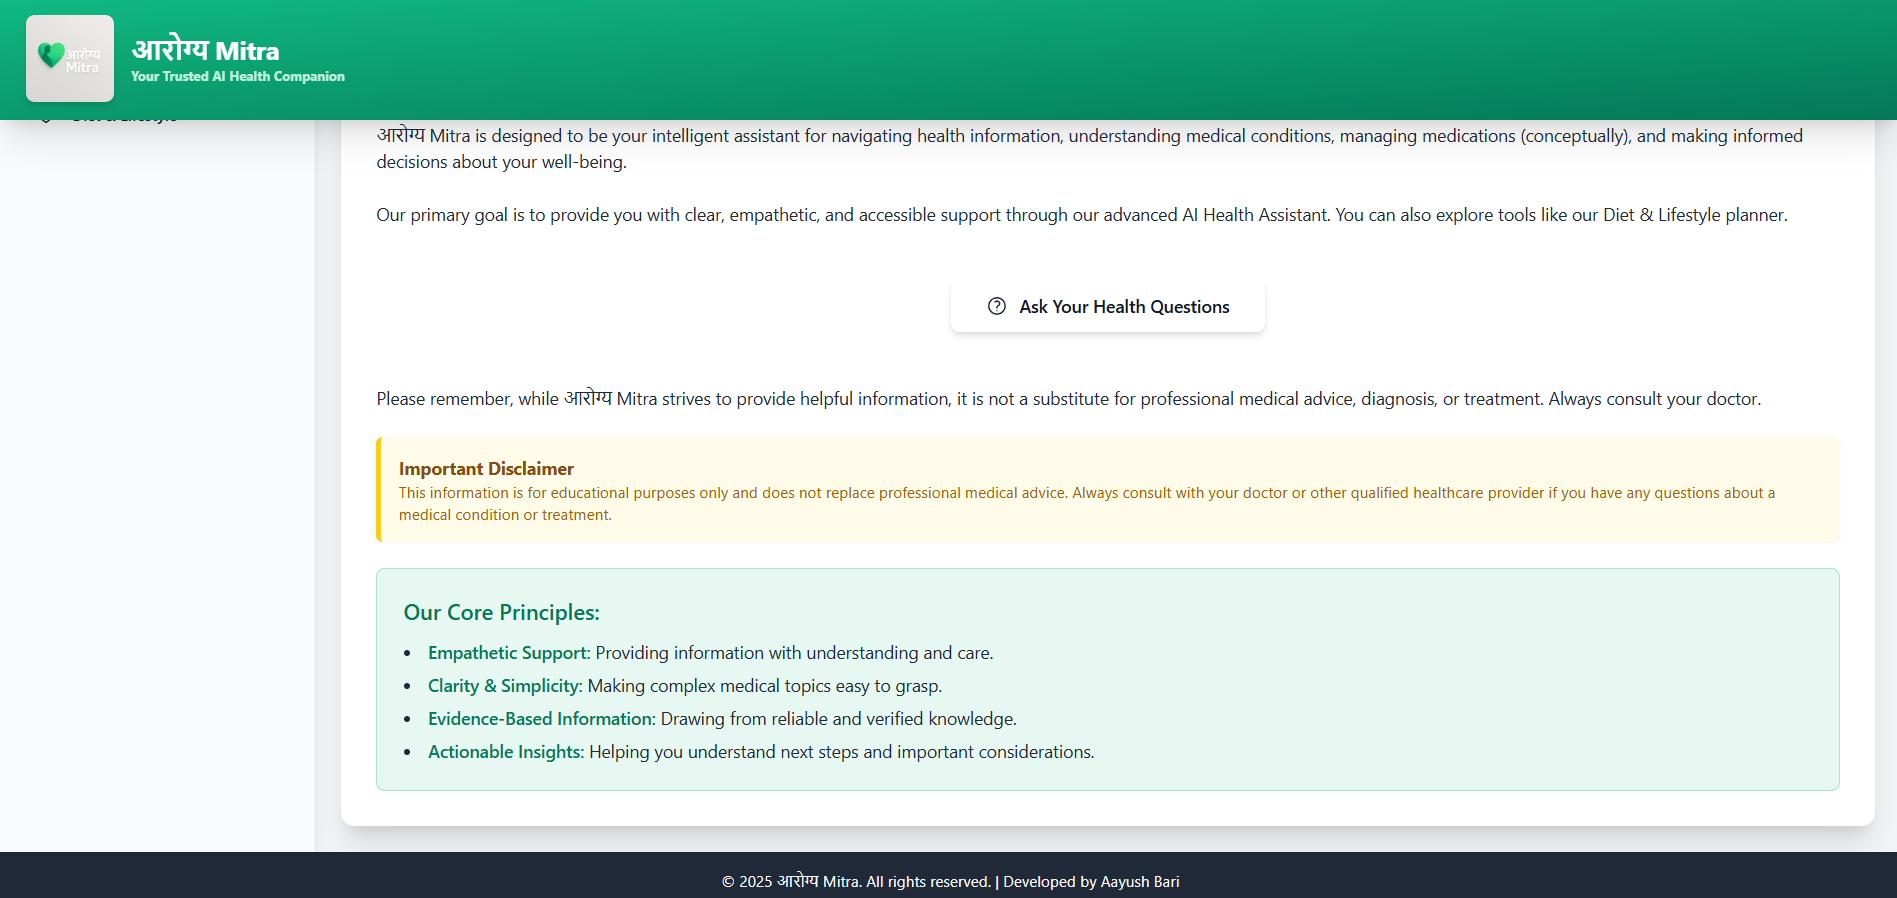 आरोग्य
Mitra
आरोग्य Mitra
Your Trusted AI Health Companion
Diet & Lifestyle
आरोग्य Mitra is designed to be your intelligent assistant for navigating health information, understanding medical conditions, managing medications (conceptually), and making informed
decisions about your well-being.
Our primary goal is to provide you with clear, empathetic, and accessible support through our advanced AI Health Assistant. You can also explore tools like our Diet & Lifestyle planner.
Ask Your Health Questions
Please remember, while आरोग्य Mitra strives to provide helpful information, it is not a substitute for professional medical advice, diagnosis, or treatment. Always consult your doctor.
Important Disclaimer
This information is for educational purposes only and does not replace professional medical advice. Always consult with your doctor or other qualified healthcare provider if you have any questions about a
medical condition or treatment.
Our Core Principles:
• Empathetic Support: Providing information with understanding and care.
• Clarity & Simplicity: Making complex medical topics easy to grasp.
• Evidence-Based Information: Drawing from reliable and verified knowledge.
• Actionable Insights: Helping you understand next steps and important considerations.
© 2025 आरोग्य Mitra. All rights reserved. | Developed by Aayush Bari